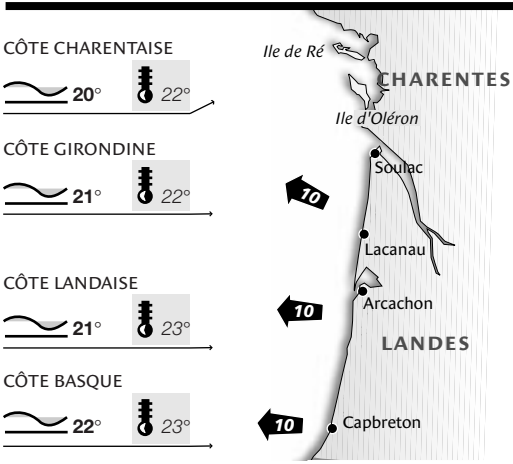 CÔTE CHARENTAISE
20° 22°
CÔTE GIRONDINE
21° 22°
CÔTE LANDAISE
21° 23°
CÔTE BASQUE
22° 23°
Ile de Ré
CHARENTES
Ile d'Oléron
Soulac
10
Lacanau
10
Arcachon
LANDES
10
Capbreton